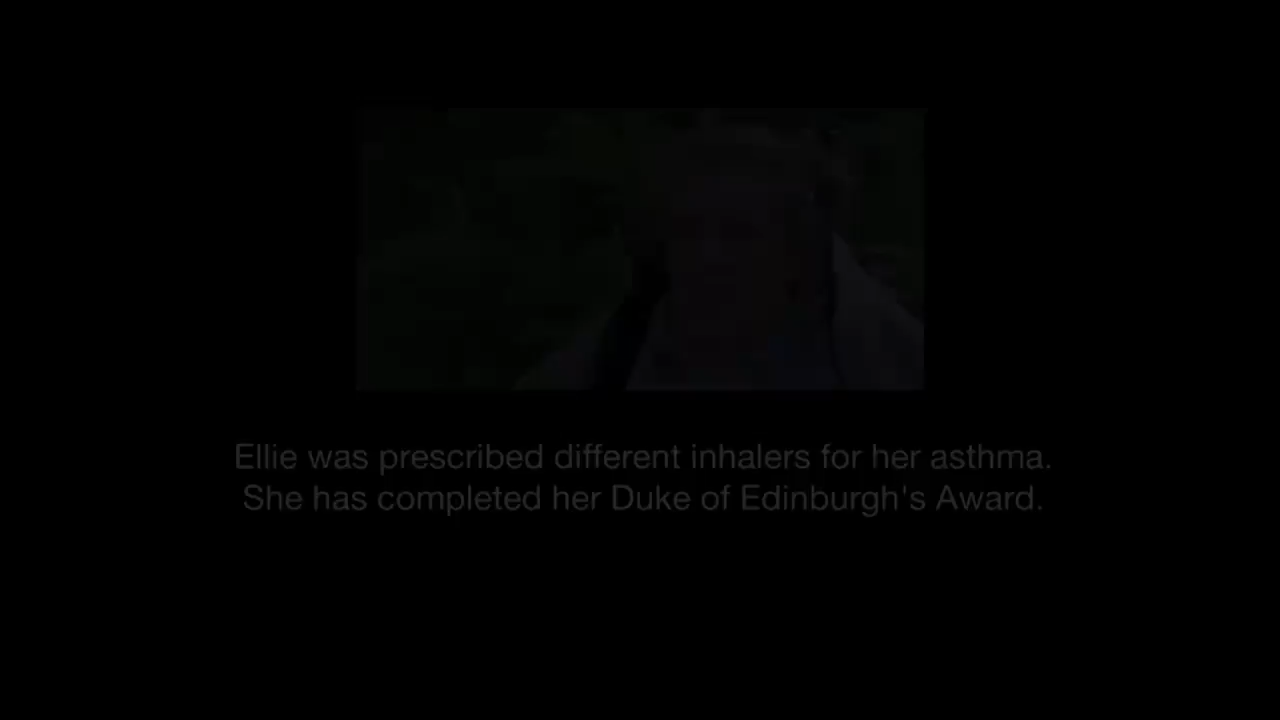 Ellie was prescribed different inhalers for her asthma.
She has completed her Duke of Edinburgh's Award.